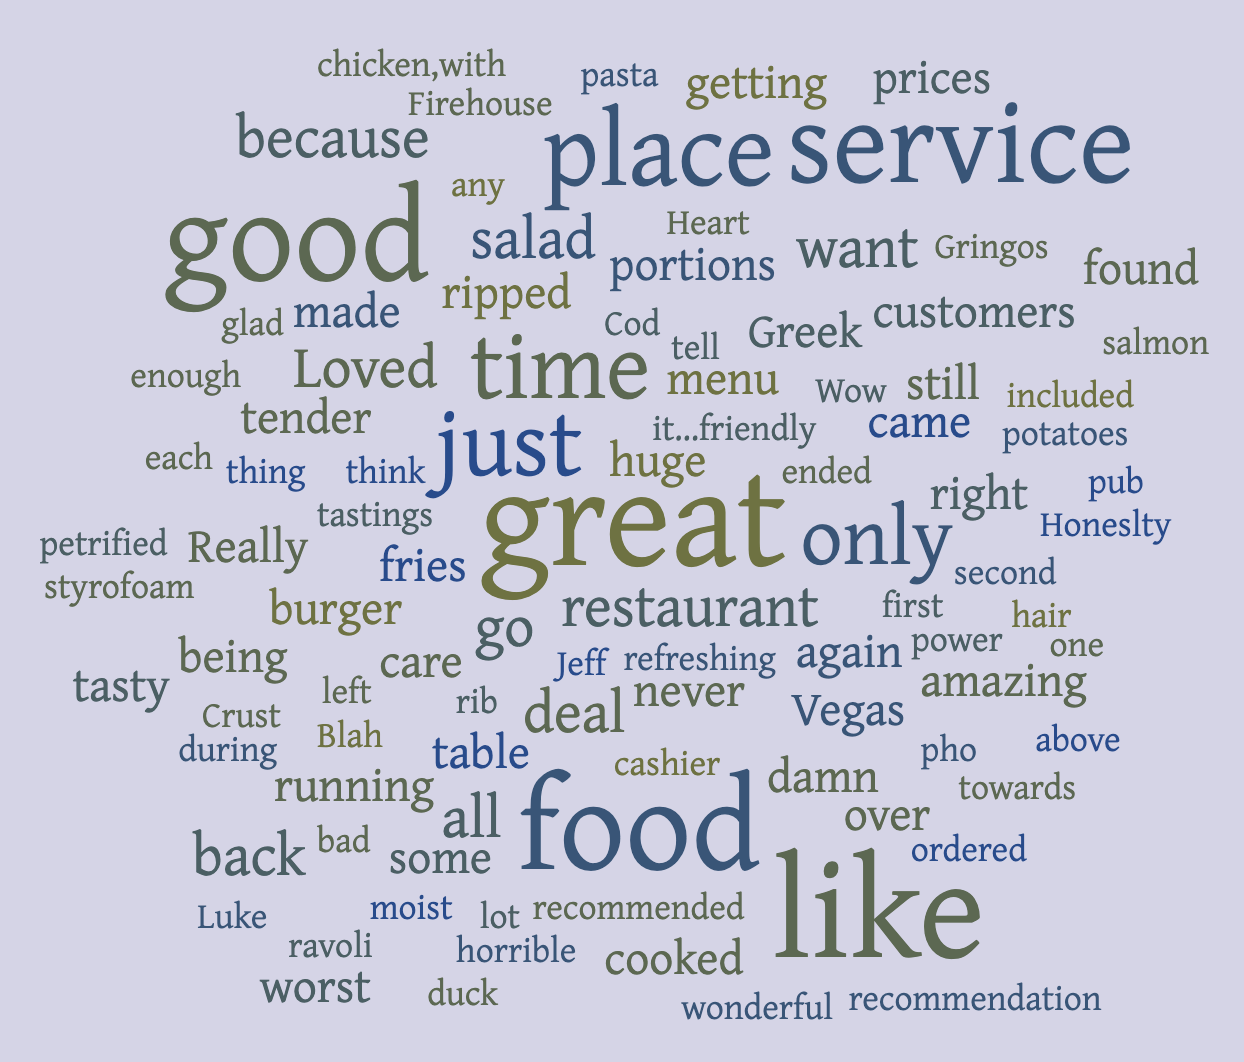 chicken,with pasta getting prices
Firehouse
because place service
any
good salad Heart want Gringos found
portions
glad made ripped Cod tell Greek customers
salmon
enough Loved time menu Wow still included
tender just it...friendly came potatoes
each thing think huge ended right pub
tastings great only Honeslty
petrified Really fries second
styrofoam burger restaurant first hair
go power one
being care Jeff refreshing again amazing
tasty left rib deal never Vegas
Crust Blah
during table cashier pho above
running damn towards
all food over
back bad some ordered
like
Luke moist lot recommended
ravoli horrible cooked
worst duck wonderful recommendation